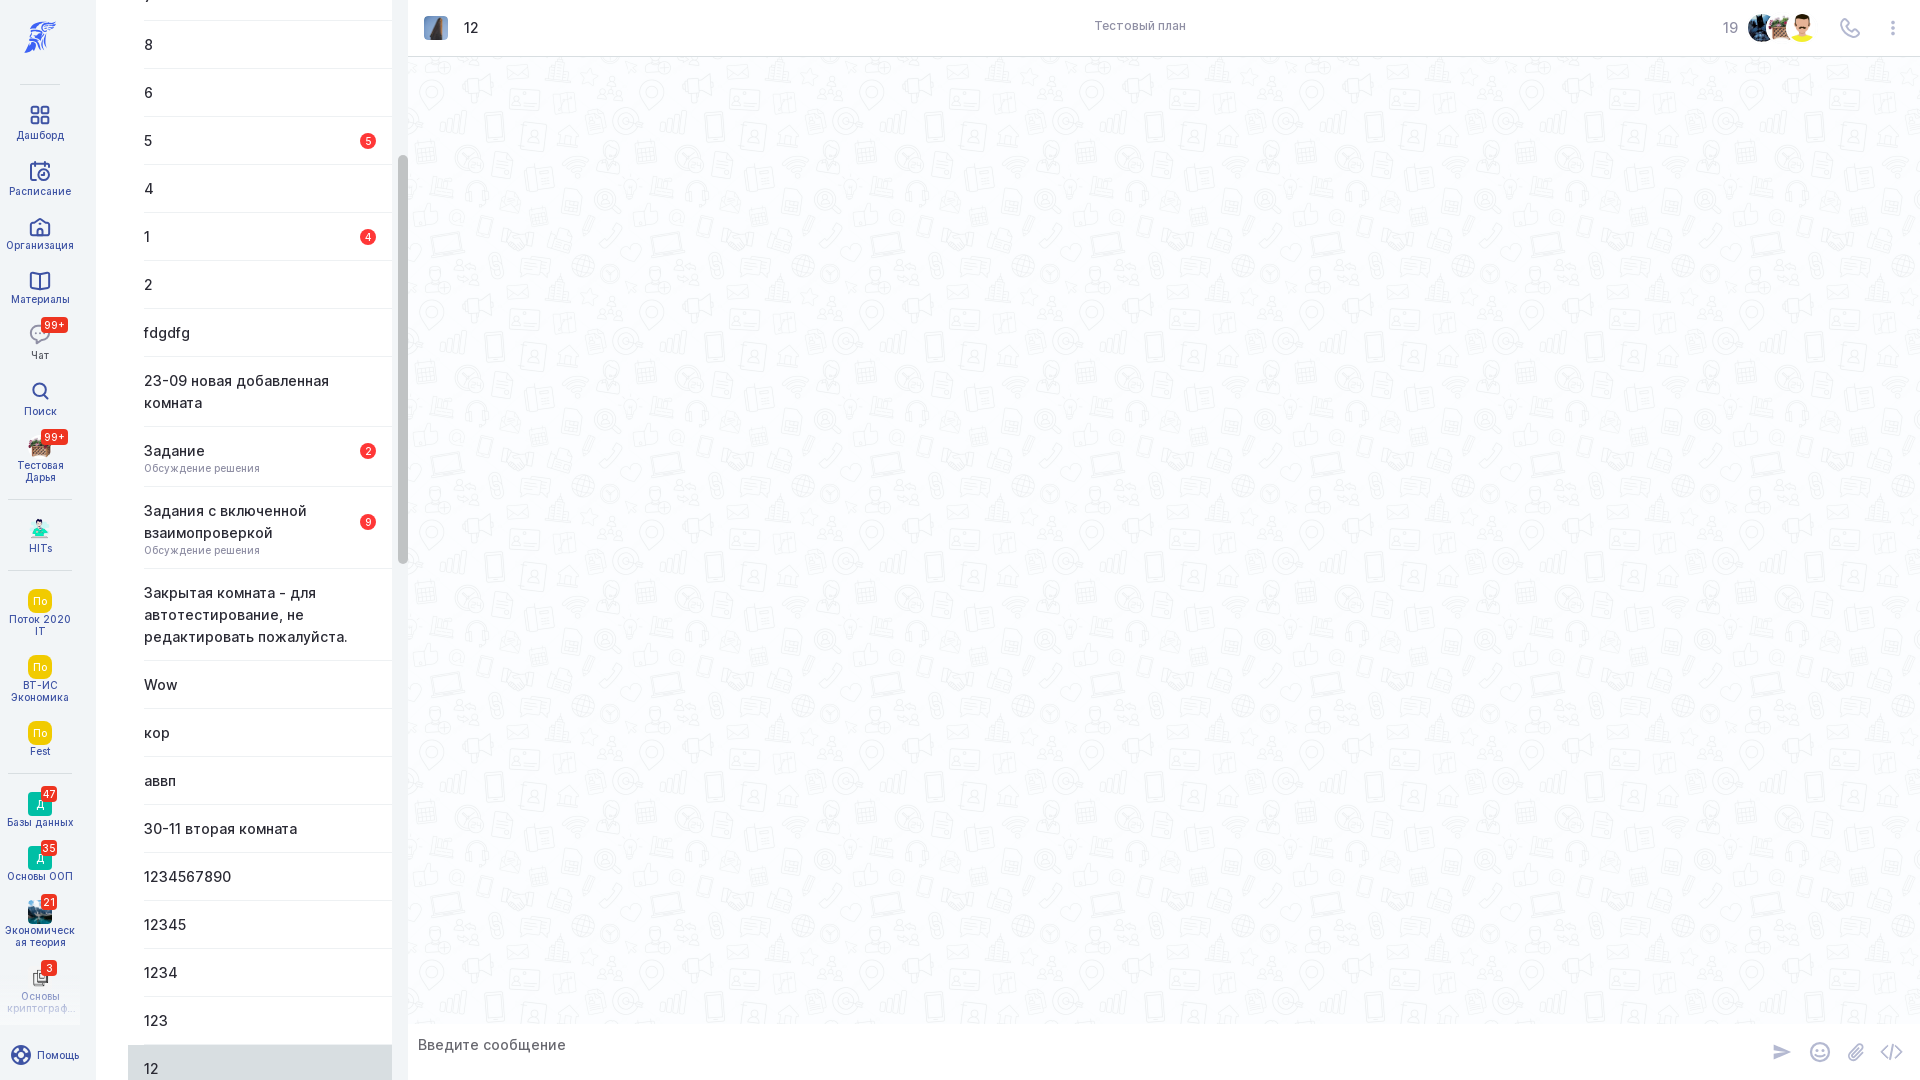 Дашборд
Расписание
Организация
Материалы
99+
Чат
Поиск
99+
Тестовая
Дарья
HITs
По
Поток 2020
IT
По
ВТ-ИС
Экономика
По
Fest
47
Д
Базы данных
35
Д
Основы ООП
21
Экономическ
ая теория
3
Основы
криптограф...
Помощь
8
6
5
5
4
1
4
2
fdgdfg
23-09 новая добавленная
комната
Задание
2
Обсуждение решения
Задания с включенной
взаимопроверкой
9
Обсуждение решения
Закрытая комната - для
автотестирование, не
редактировать пожалуйста.
Wow
кор
аввп
30-11 вторая комната
1234567890
12345
1234
123
12
12
Тестовый план
19
Введите сообщение